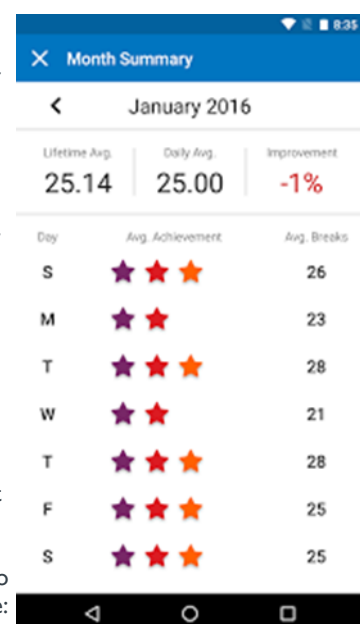 8:35
Month Summary
January 2016
Lifetime Avg. Daily Avg. Improvement
25.14 25.00 -1%
Day Avg. Achievement Avg. Breaks
S 26
M 23
T 28
W 21
T 28
F 25
S 25